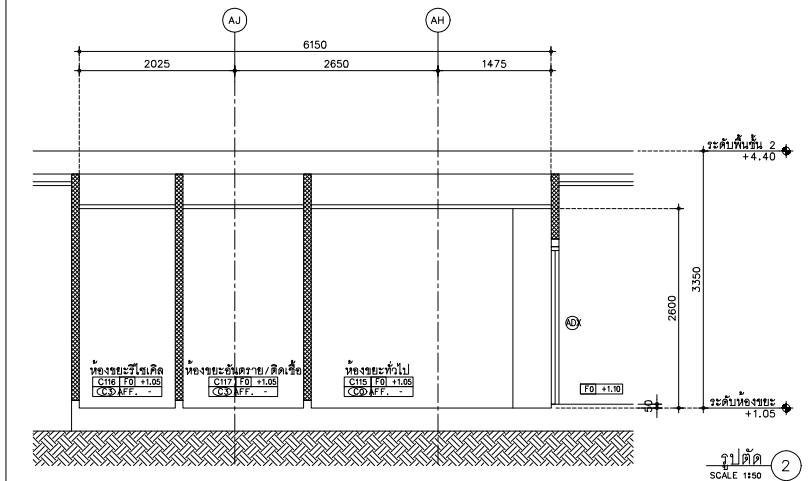 AJ
AH
6150
2025
2650
1475
ระดับพื้นชั้น 2
+4.40
3350
2600
ADX
ห้องขยะรีไซเคิล
C116 F0 +1.05
C3 AFF. -
ห้องขยะอันตราย/ติดเชื้อ
C117 F0 +1.05
C3 AFF. -
ห้องขยะทั่วไป
C115 F0 +1.05
C0 AFF. -
F0 +1.10
50
ระดับห้องขยะ
+1.05
รูปตัด
SCALE 1:50
2